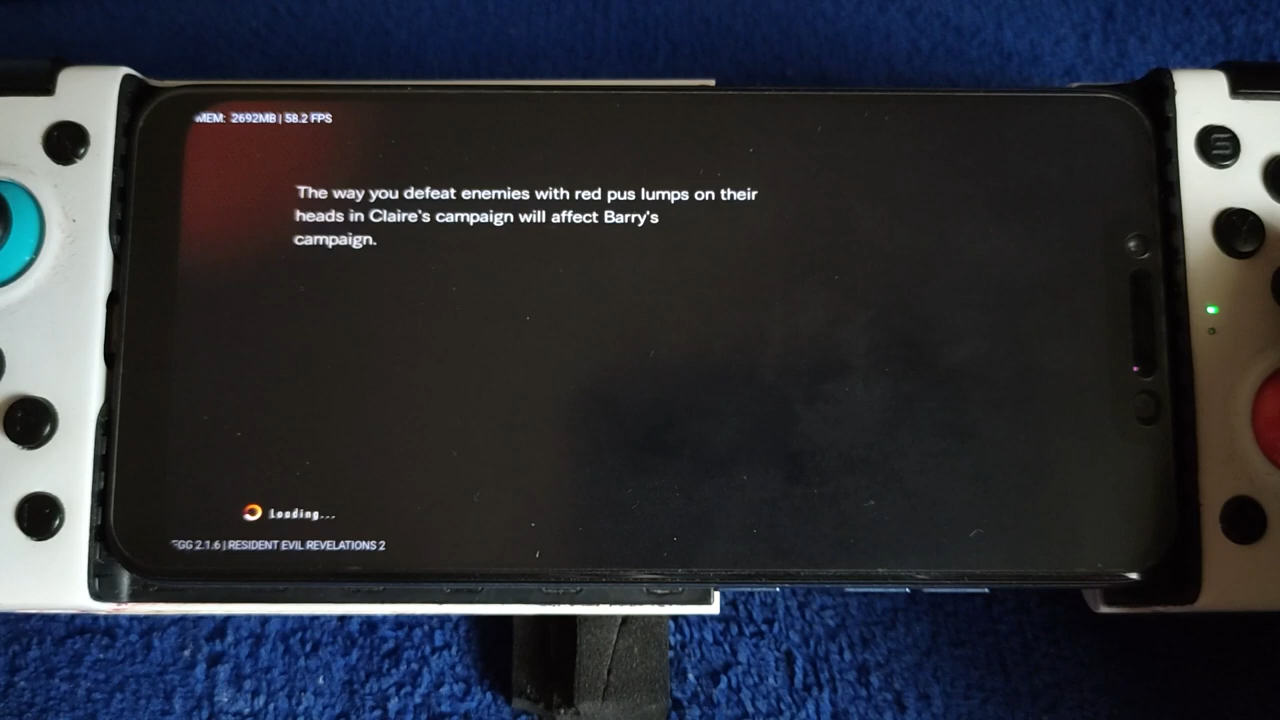 MEM: 2692MB | 58.2 FPS
The way you defeat enemies with red pus lumps on their
heads in Claire's campaign will affect Barry's
campaign.
Loading...
EGG 2.1.6 | RESIDENT EVIL REVELATIONS 2
S